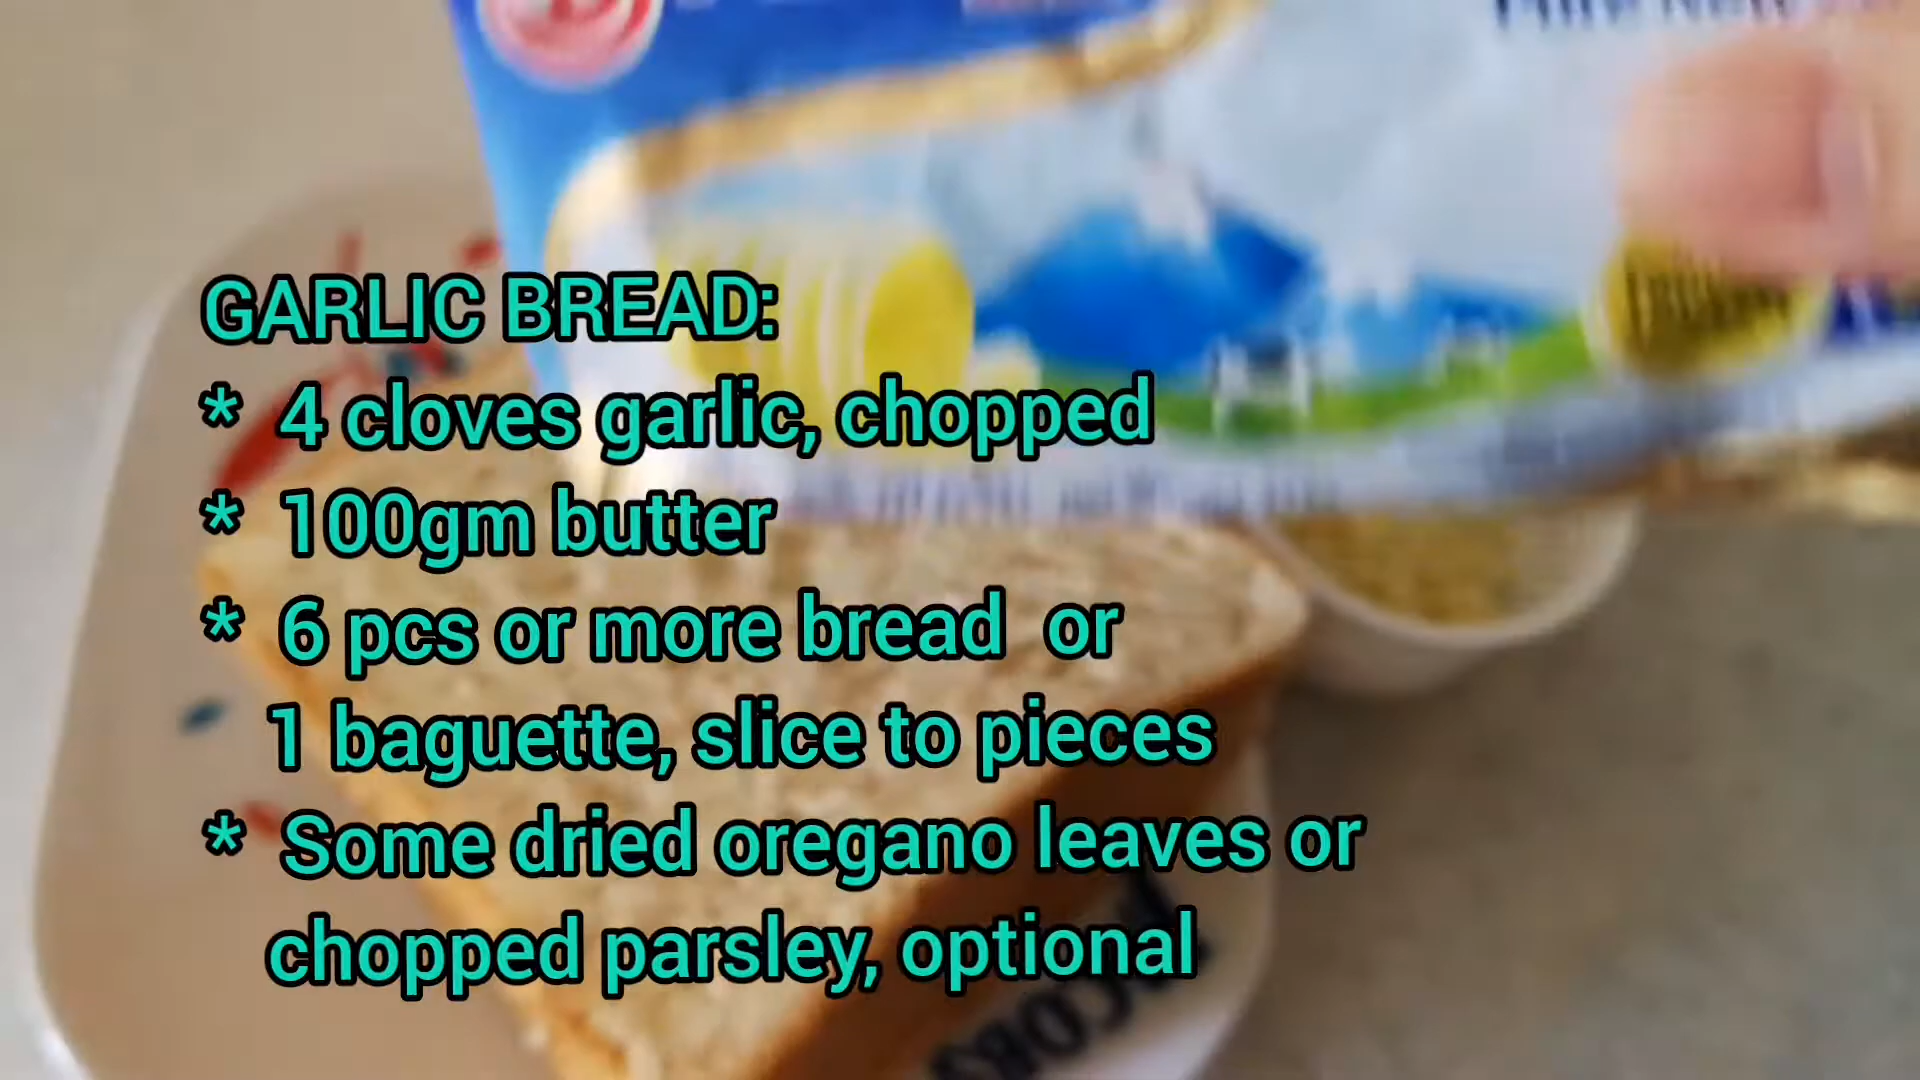 GARLIC BREAD:
* 4 cloves garlic, chopped
* 100gm butter
* 6 pcs or more bread or
1 baguette, slice to pieces
* Some dried oregano leaves or
chopped parsley, optional